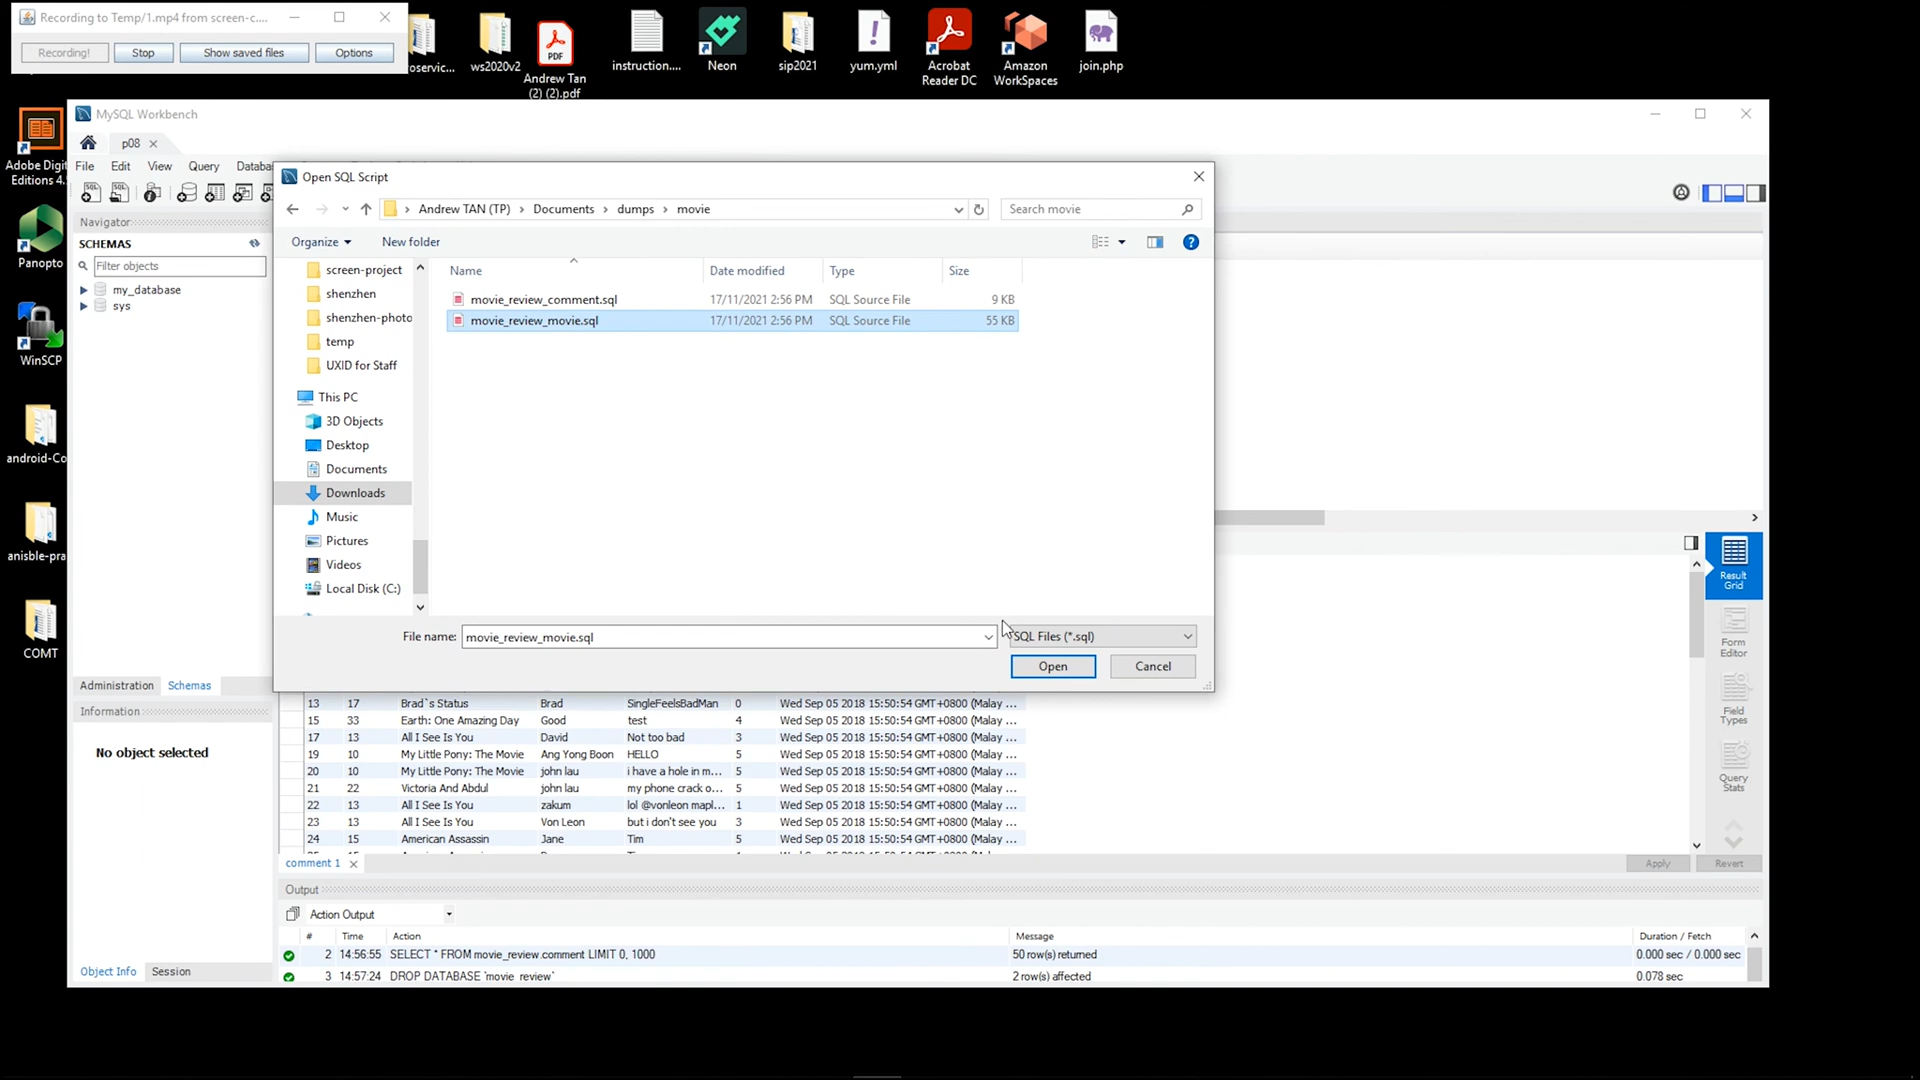 Recording to Temp/1.mp4 from screen-c....
Recording!
Stop
Show saved files
Options
ws2020v2
Andrew Tan
(2) (2).pdf
instruction....
Neon
sip2021
yum.yml
Acrobat
Reader DC
Amazon
WorkSpaces
join.php
Adobe Digit
Editions 4.
Panopto
WinSCP
android-Co
anisble-pra
COMT
MySQL Workbench
p08
File Edit View Query Databa
Navigator
SCHEMAS
Filter objects
my_database
sys
Administration Schemas
Information
No object selected
Object Info Session
Open SQL Script
Andrew TAN (TP) › Documents › dumps › movie
Search movie
Organize New folder
screen-project
shenzhen
shenzhen-photo
temp
UXID for Staff
This PC
3D Objects
Desktop
Documents
Downloads
Music
Pictures
Videos
Local Disk (C:)
Name Date modified Type Size
movie_review_comment.sql 17/11/2021 2:56 PM SQL Source File 9 KB
movie_review_movie.sql 17/11/2021 2:56 PM SQL Source File 55 KB
File name: movie_review_movie.sql SQL Files (*.sql)
Open Cancel
Result
Grid
Form
Editor
Field
Types
Query
Stats
13 17 Brad`s Status Brad SingleFeelsBadMan 0 Wed Sep 05 2018 15:50:54 GMT+0800 (Malay ...
15 33 Earth: One Amazing Day Good test 4 Wed Sep 05 2018 15:50:54 GMT+0800 (Malay ...
17 13 All I See Is You David Not too bad 3 Wed Sep 05 2018 15:50:54 GMT+0800 (Malay ...
19 10 My Little Pony: The Movie Ang Yong Boon HELLO 5 Wed Sep 05 2018 15:50:54 GMT+0800 (Malay ...
20 10 My Little Pony: The Movie john lau i have a hole in m... 5 Wed Sep 05 2018 15:50:54 GMT+0800 (Malay ...
21 22 Victoria And Abdul john lau my phone crack o... 5 Wed Sep 05 2018 15:50:54 GMT+0800 (Malay ...
22 13 All I See Is You zakum lol @vonleon mapl... 1 Wed Sep 05 2018 15:50:54 GMT+0800 (Malay ...
23 13 All I See Is You Von Leon but i don't see you 3 Wed Sep 05 2018 15:50:54 GMT+0800 (Malay ...
24 15 American Assassin Jane Tim 5 Wed Sep 05 2018 15:50:54 GMT+0800 (Malay ...
comment 1
Apply Revert
Output
Action Output
# Time Action Message Duration / Fetch
2 14:56:55 SELECT * FROM movie_review.comment LIMIT 0, 1000 50 row(s) returned 0.000 sec / 0.000 sec
3 14:57:24 DROP DATABASE `movie_review` 2 row(s) affected 0.078 sec